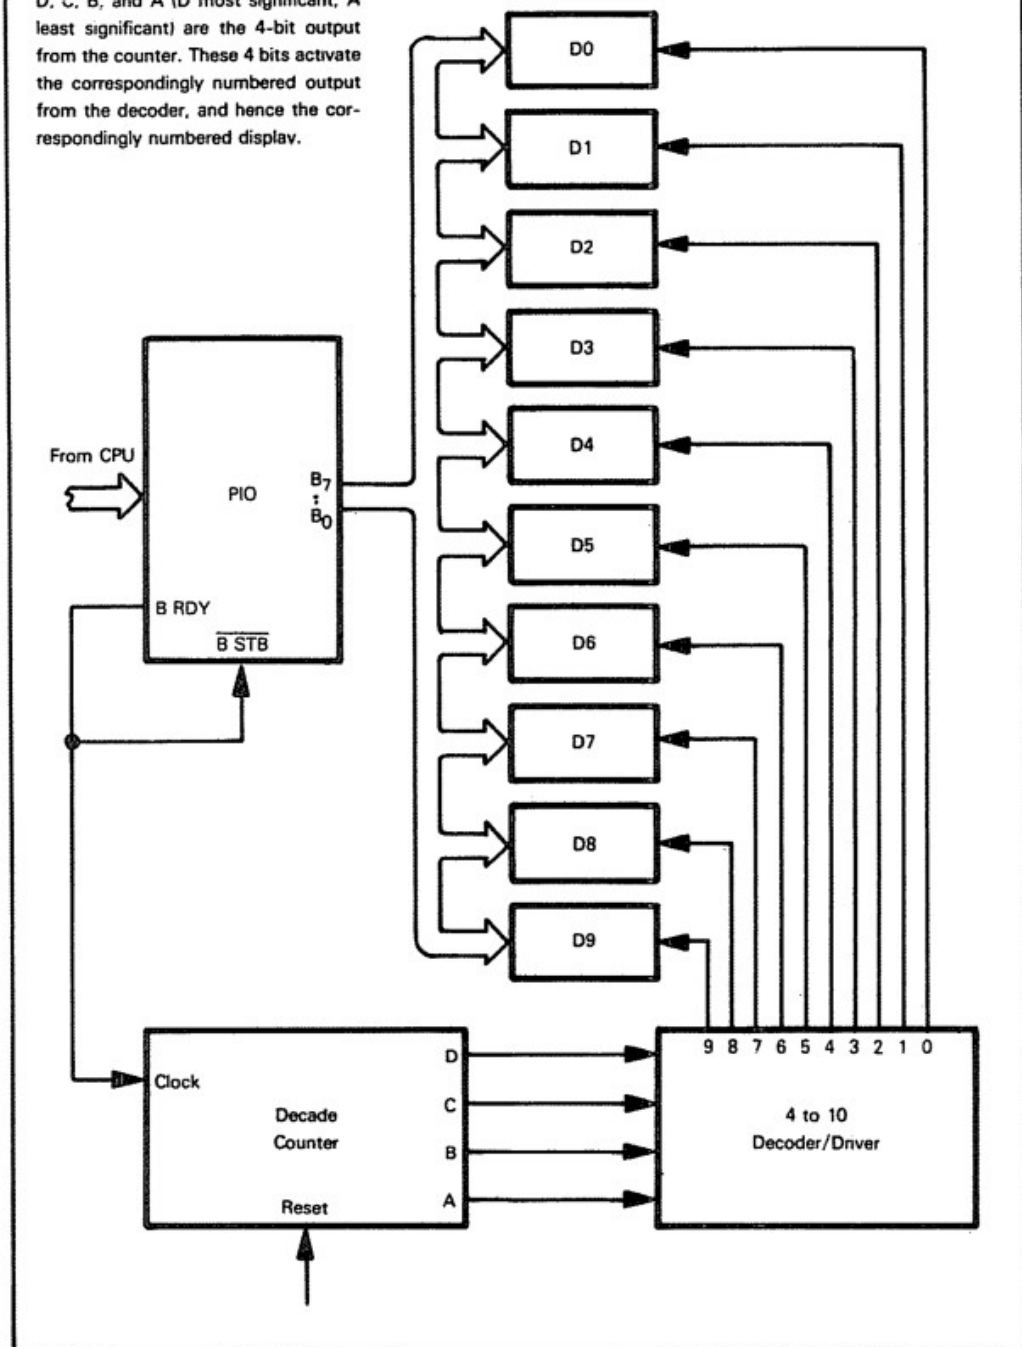 D, C, B, and A (D most significant, A
least significant) are the 4-bit output
from the counter. These 4 bits activate
the correspondingly numbered output
from the decoder, and hence the cor-
respondingly numbered display.
D0
D1
D2
D3
D4
D5
D6
D7
D8
D9
From CPU
PIO
B7
:
B0
B RDY
B STB
9 8 7 6 5 4 3 2 1 0
Clock
Decade
Counter
Reset
D
C
B
A
4 to 10
Decoder/Driver